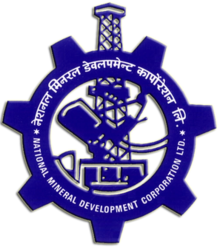 नेशनल मिनरल डेवलपमेन्ट कार्पोरेशन लि.
NATIONAL MINERAL DEVELOPMENT CORPORATION LTD.